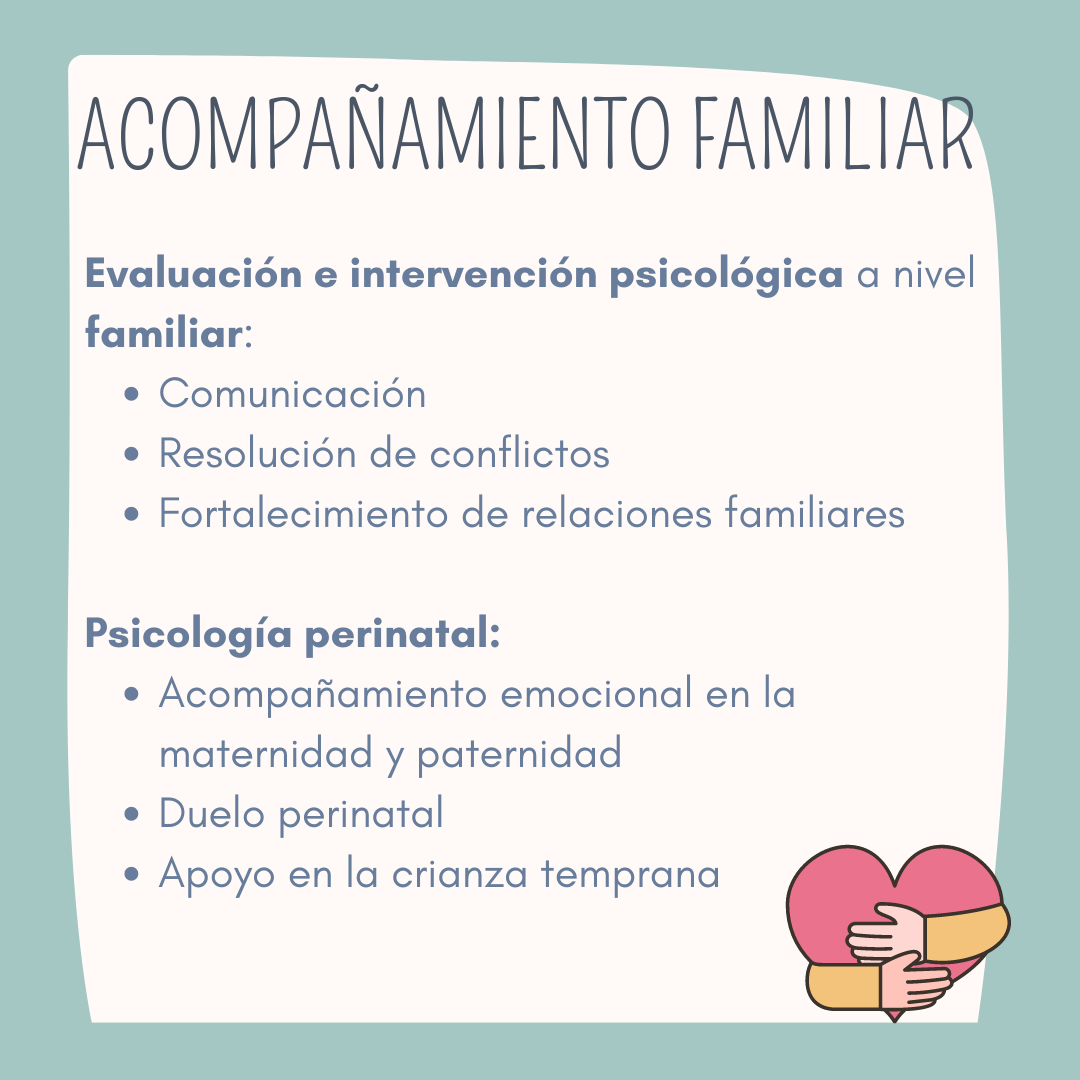 ACOMPAÑAMIENTO FAMILIAR
Evaluación e intervención psicológica a nivel
familiar:
• Comunicación
• Resolución de conflictos
• Fortalecimiento de relaciones familiares
Psicología perinatal:
• Acompañamiento emocional en la
maternidad y paternidad
• Duelo perinatal
• Apoyo en la crianza temprana